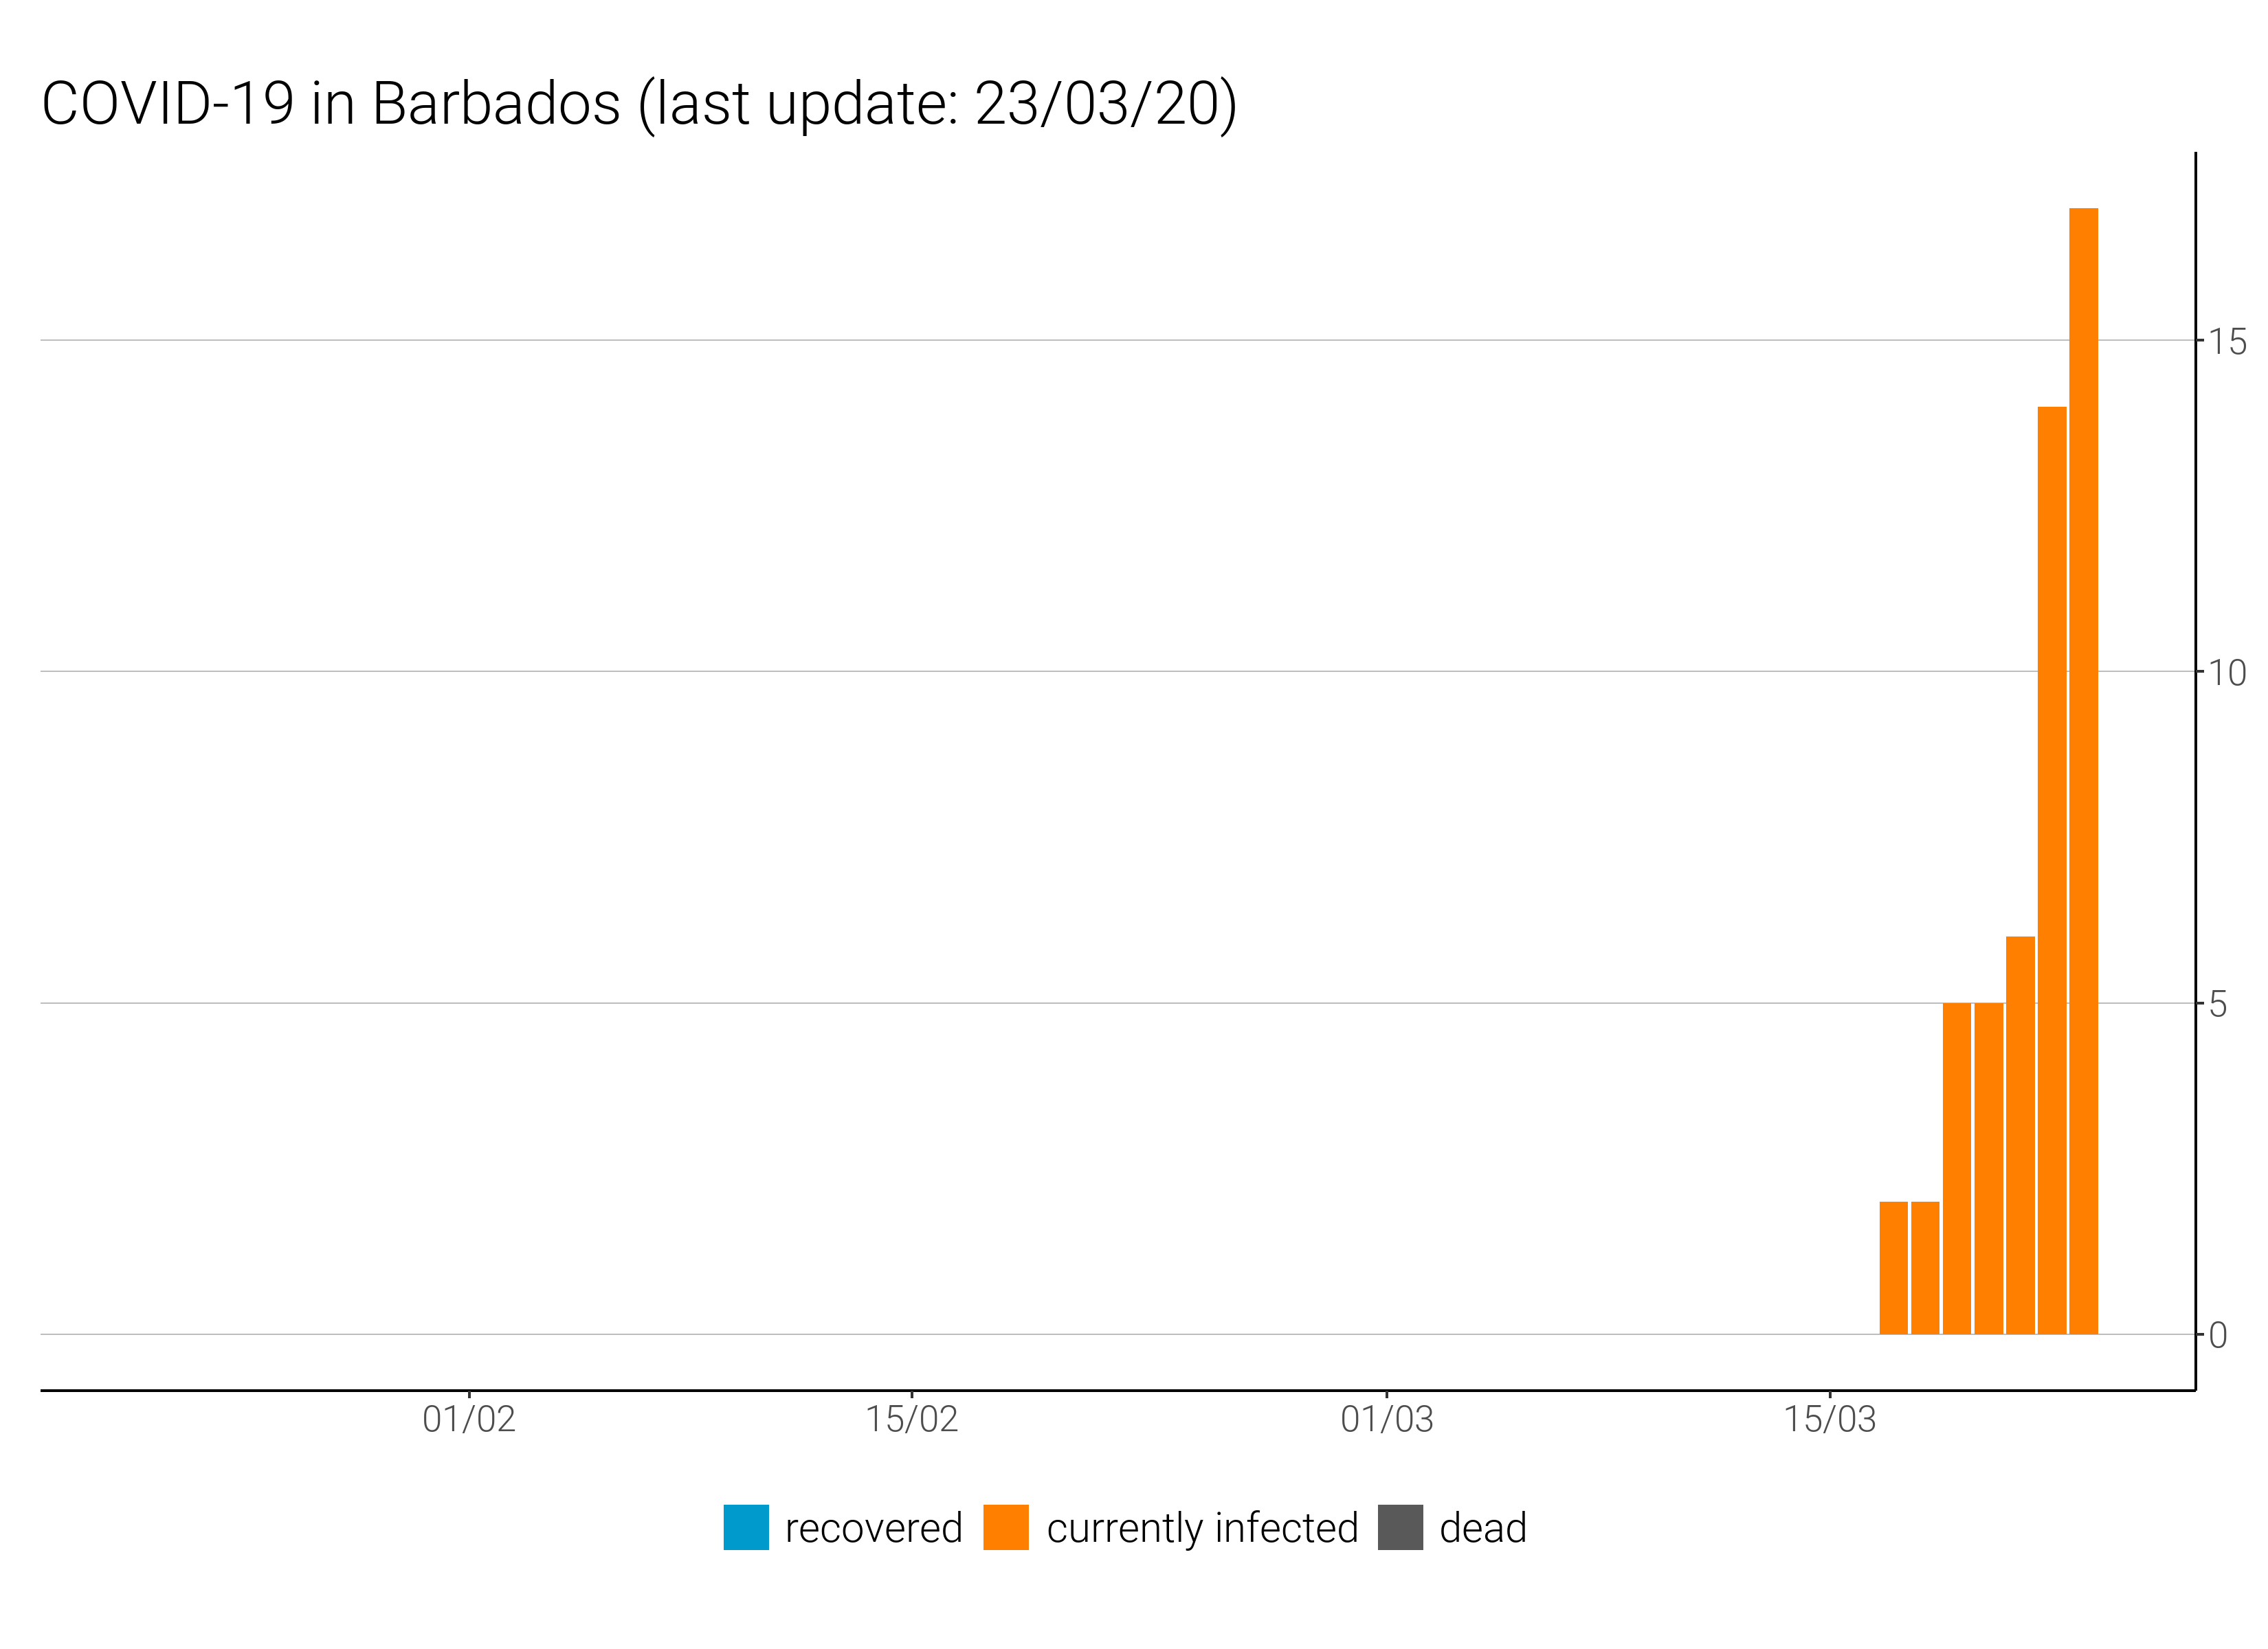 COVID-19 in Barbados (last update: 23/03/20)
15
10
5
0
01/02 15/02 01/03 15/03
recovered currently infected dead